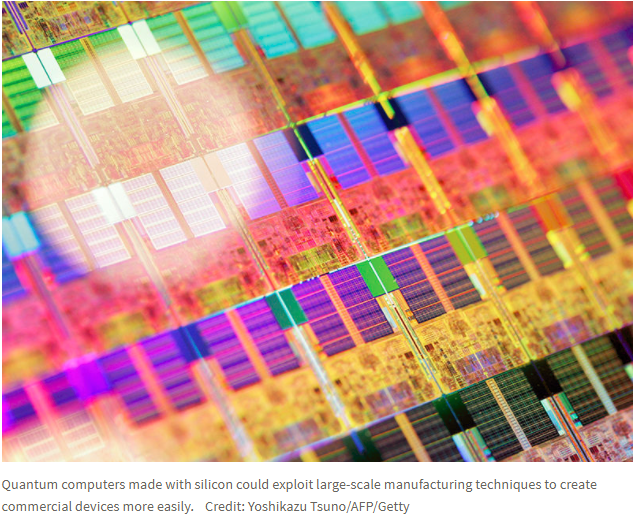 Quantum computers made with silicon could exploit large-scale manufacturing techniques to create
commercial devices more easily. Credit: Yoshikazu Tsuno/AFP/Getty